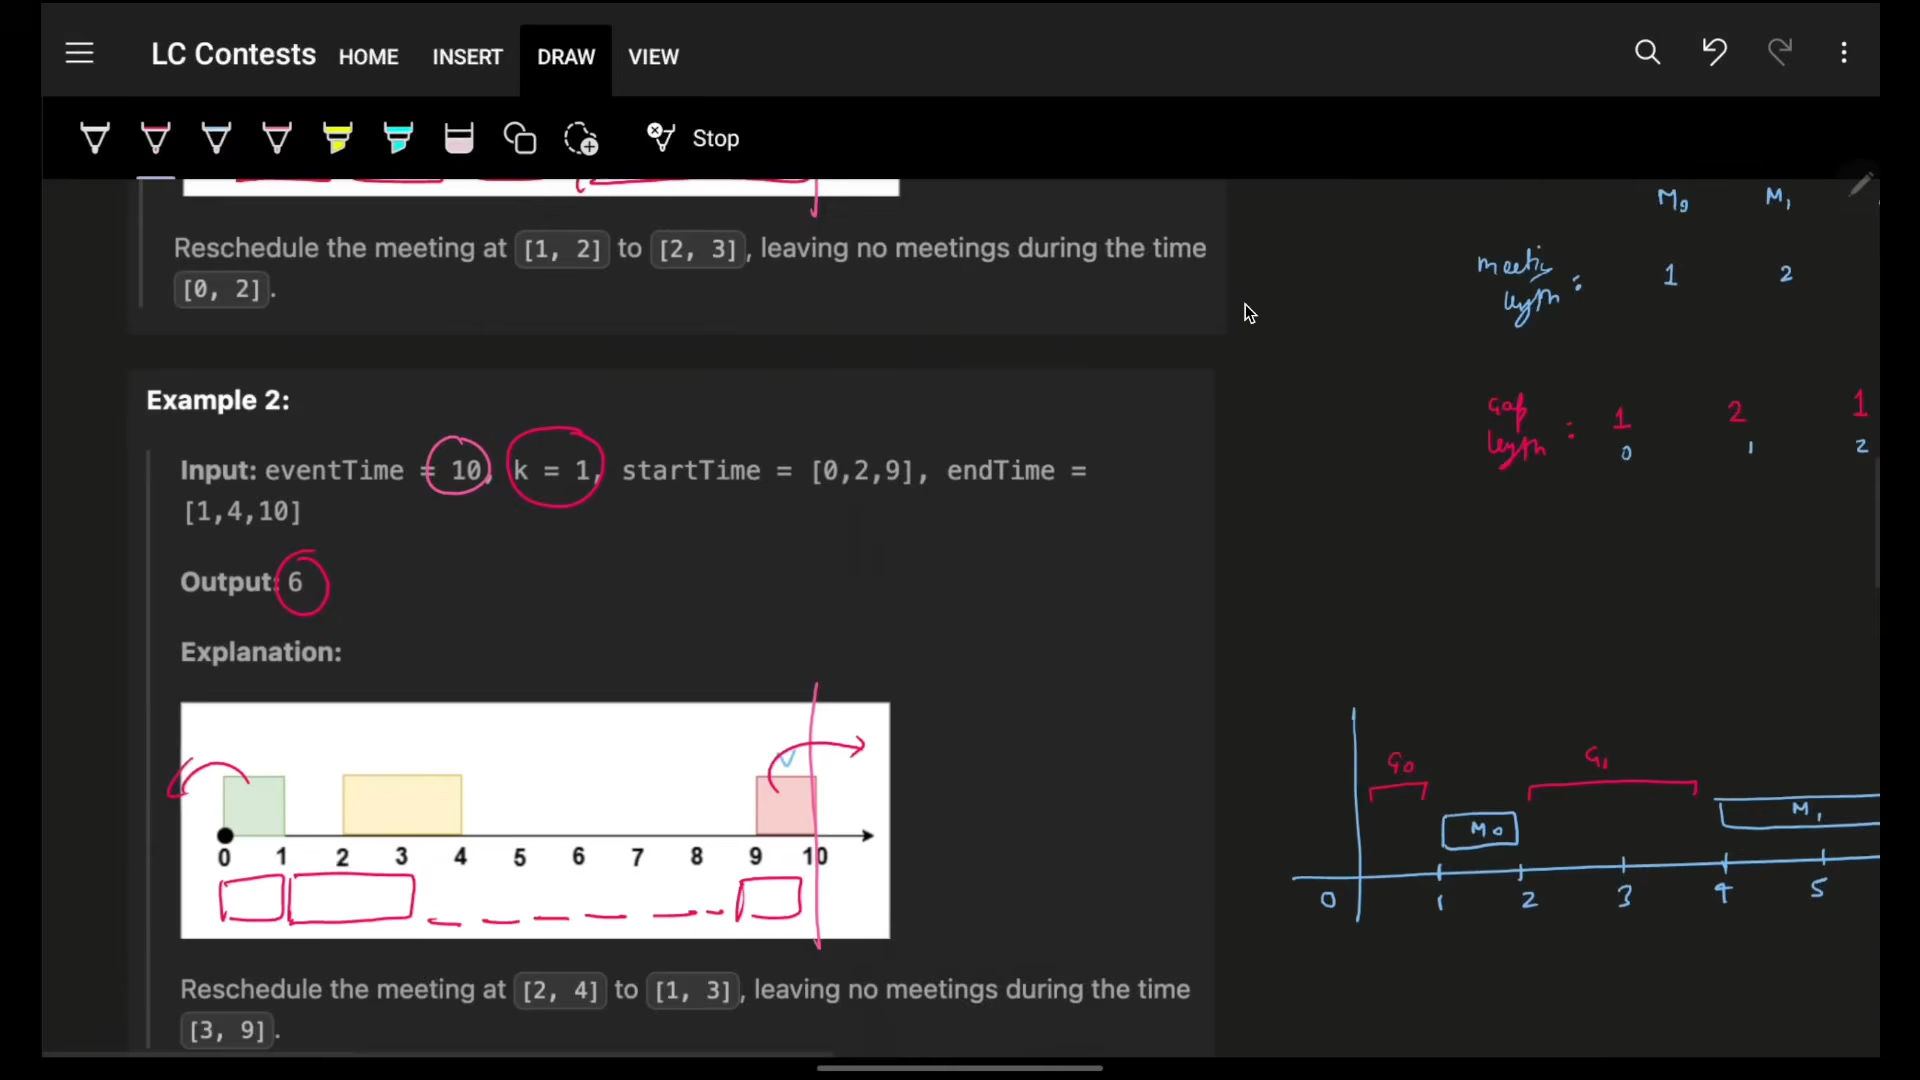 LC Contests HOME INSERT DRAW VIEW
Stop
Reschedule the meeting at [1, 2] to [2, 3], leaving no meetings during the time
[0, 2].
Example 2:
Input: eventTime = 10, k = 1, startTime = [0,2,9], endTime =
[1,4,10]
Output: 6
Explanation:
0 1 2 3 4 5 6 7 8 9 10
Reschedule the meeting at [2, 4] to [1, 3], leaving no meetings during the time
[3, 9].
M0 M1
: 1 2
Gap : 1 2 1
0 1 2
G0 G1
M0 M1
0 1 2 3 4 5